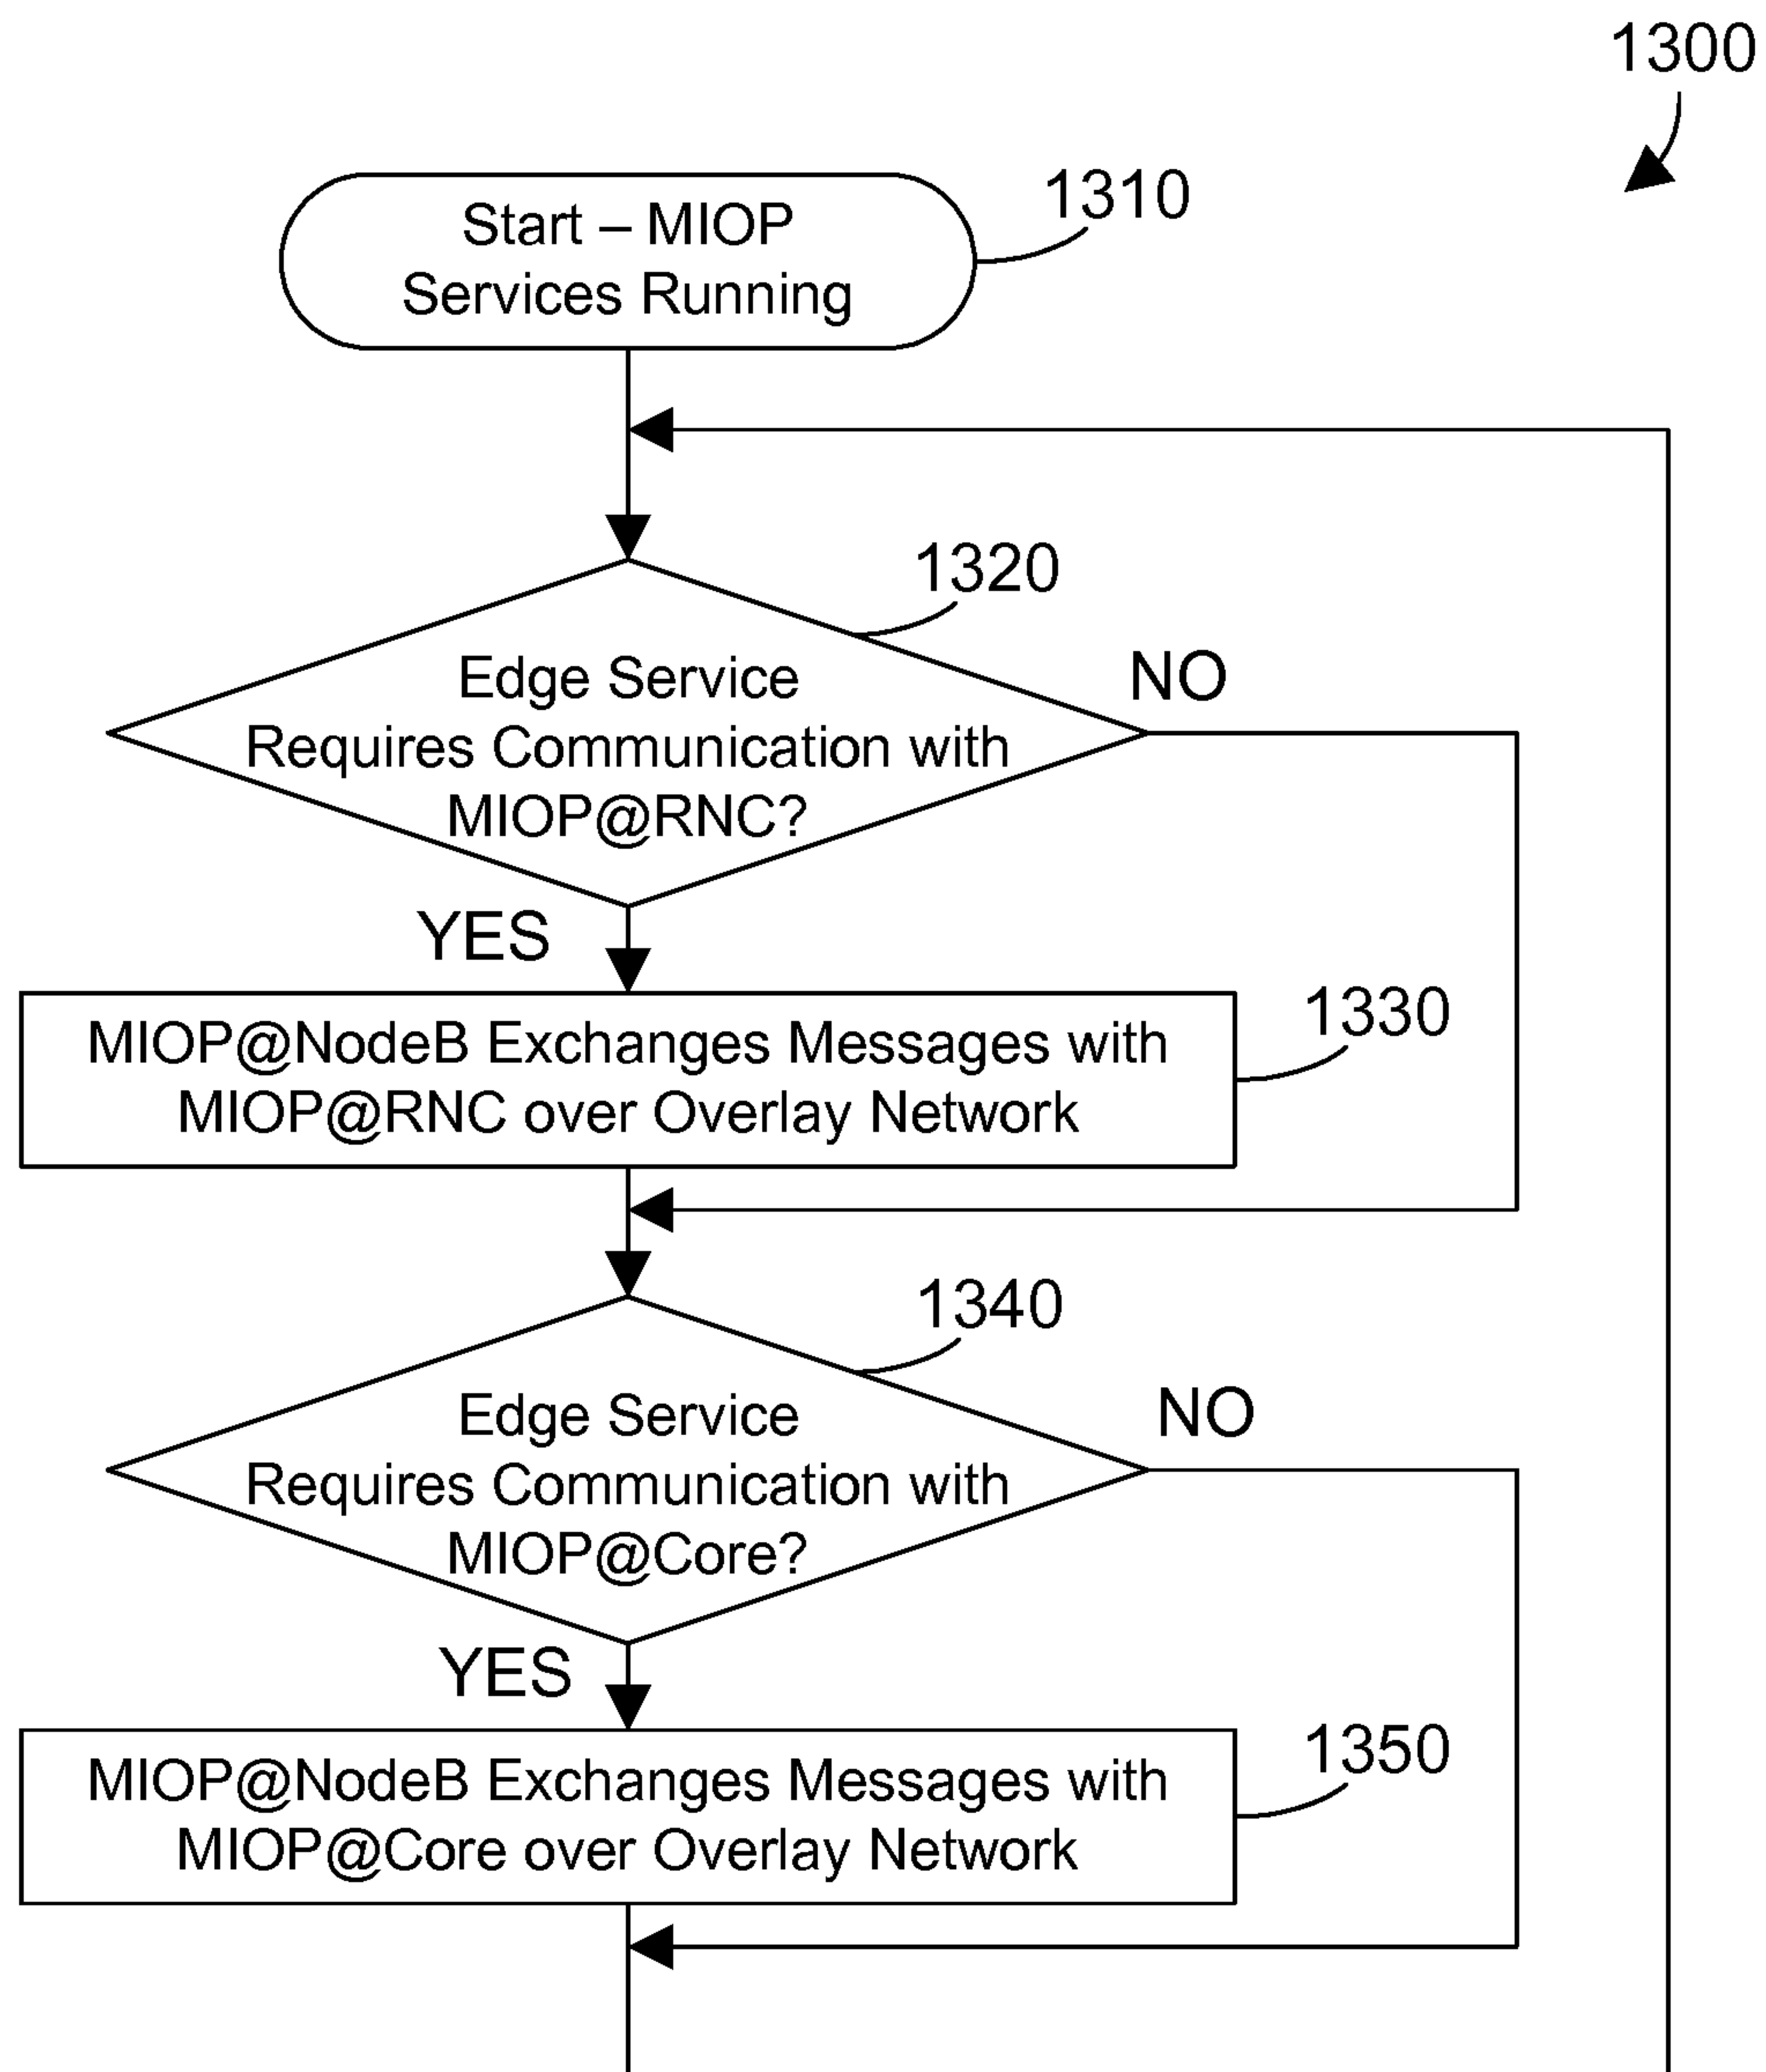 1300
Start – MIOP
Services Running
1310
1320
Edge Service
Requires Communication with
MIOP@RNC?
NO
YES
MIOP@NodeB Exchanges Messages with
MIOP@RNC over Overlay Network
1330
1340
Edge Service
Requires Communication with
MIOP@Core?
NO
YES
MIOP@NodeB Exchanges Messages with
MIOP@Core over Overlay Network
1350